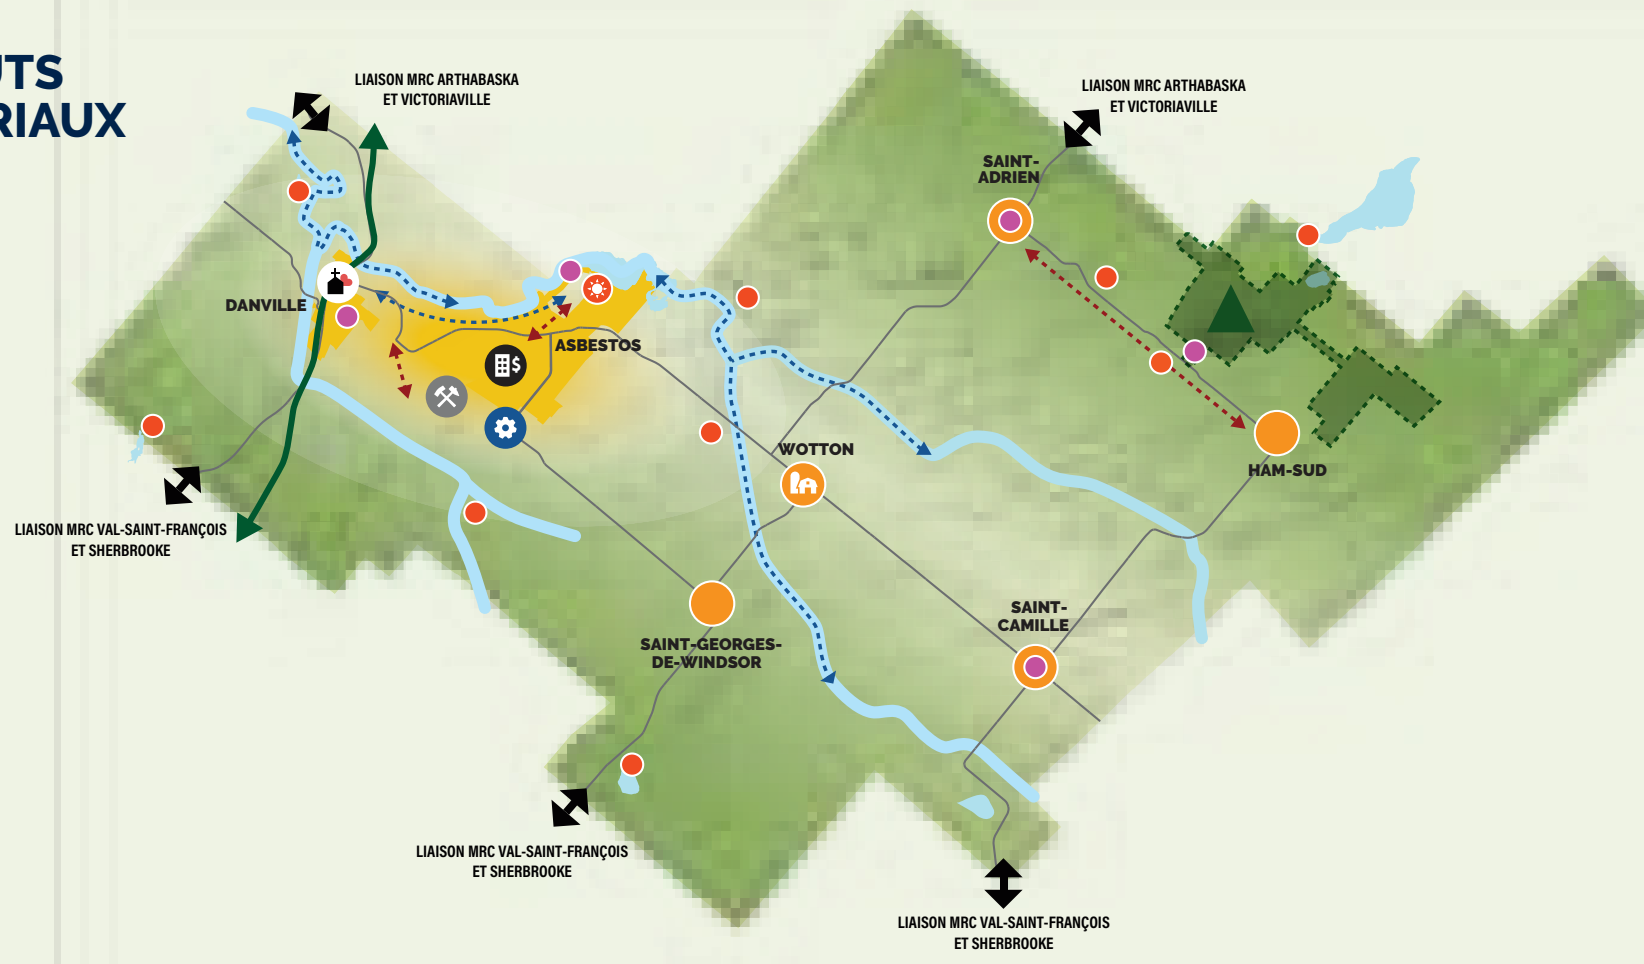 UTS
RIAUX
LIAISON MRC ARTHABASKA
ET VICTORIAVILLE
LIAISON MRC ARTHABASKA
ET VICTORIAVILLE
SAINT-
ADRIEN
DANVILLE
ASBESTOS
WOTTON
HAM-SUD
LIAISON MRC VAL-SAINT-FRANÇOIS
ET SHERBROOKE
SAINT-
CAMILLE
SAINT-GEORGES-
DE-WINDSOR
LIAISON MRC VAL-SAINT-FRANÇOIS
ET SHERBROOKE
LIAISON MRC VAL-SAINT-FRANÇOIS
ET SHERBROOKE